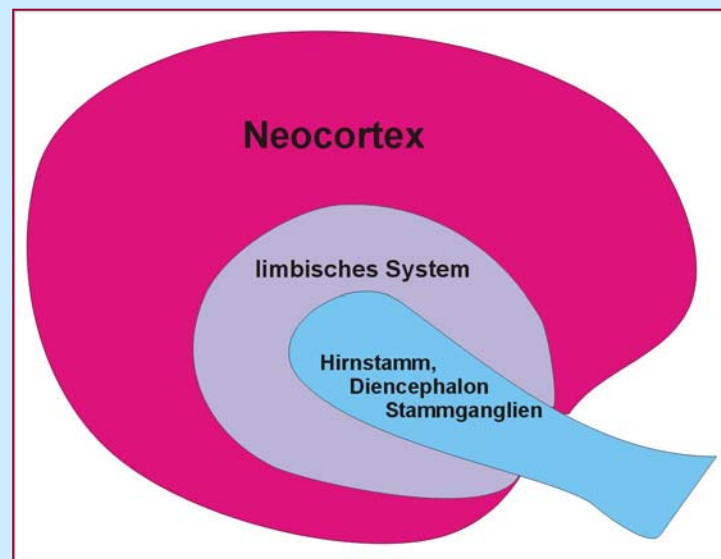 Neocortex
limbisches System
Hirnstamm,
Diencephalon
Stammganglien